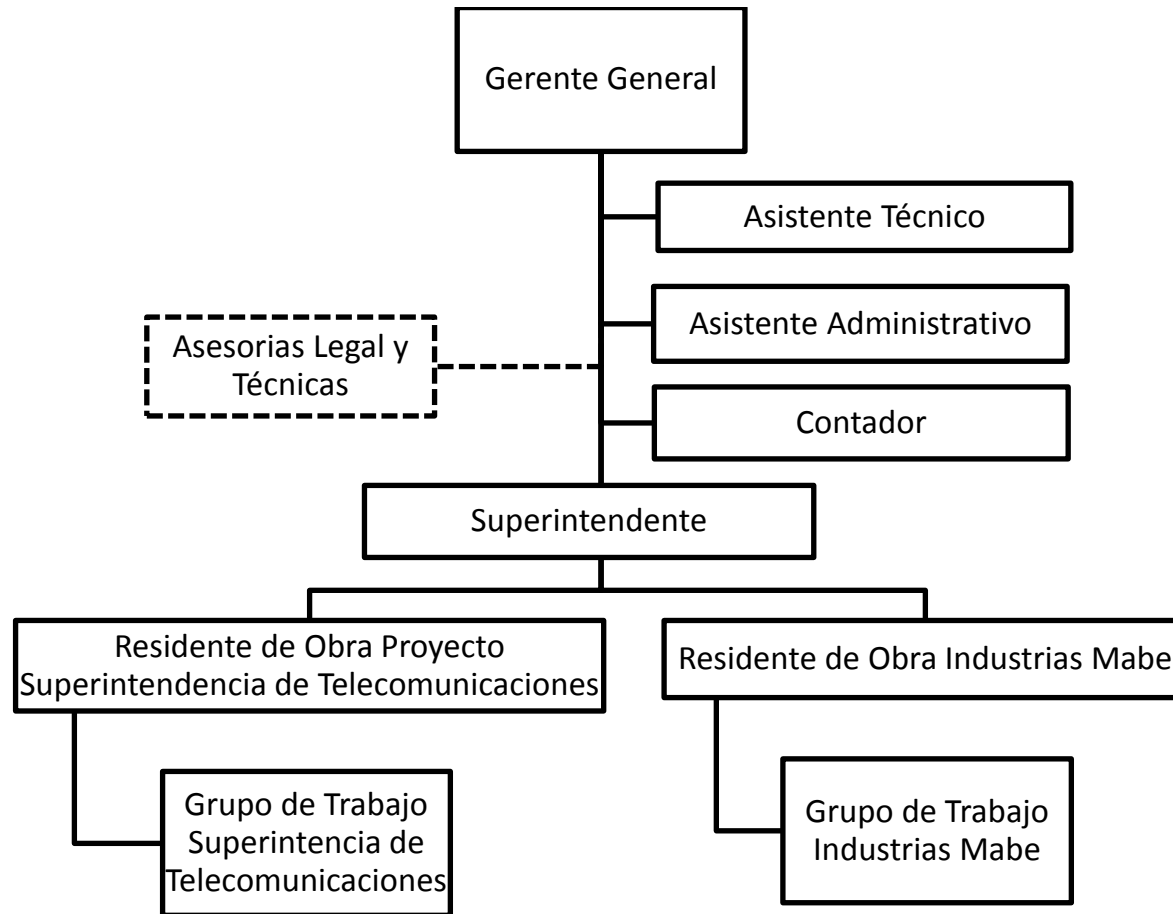 Gerente General
Asistente Técnico
Asistente Administrativo
Asesorias Legal y
Técnicas
Contador
Superintendente
Residente de Obra Proyecto
Superintendencia de Telecomunicaciones
Residente de Obra Industrias Mabe
Grupo de Trabajo
Superintencia de
Telecomunicaciones
Grupo de Trabajo
Industrias Mabe